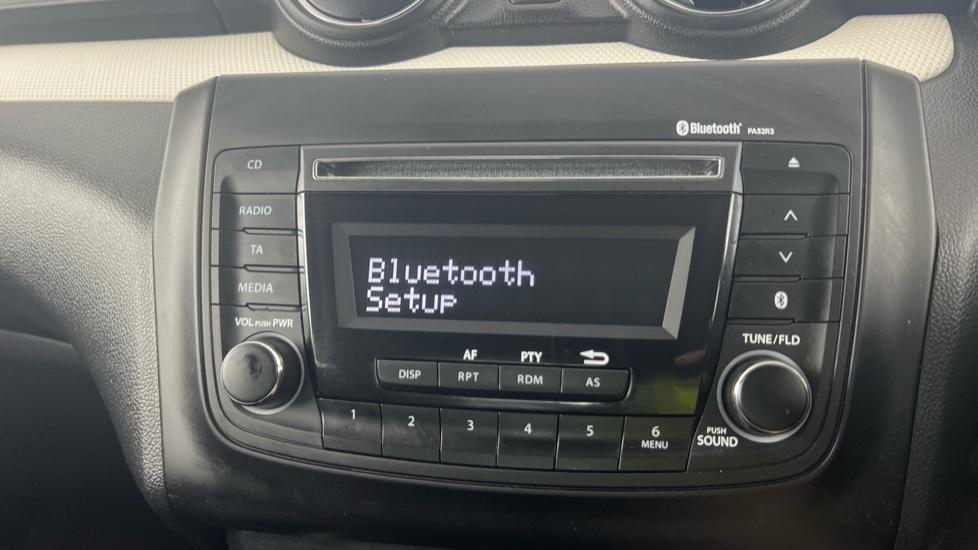 Bluetooth PA52R3
CD
RADIO
TA
MEDIA
VOL PUSH PWR
Bluetooth
Setup
AF PTY
DISP RPT RDM AS
1 2 3 4 5 6
MENU
TUNE/FLD
PUSH
SOUND